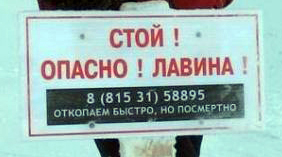 СТОЙ !
ОПАСНО ! ЛАВИНА !
8 (815 31) 58895
ОТКОПАЕМ БЫСТРО, НО ПОСМЕРТНО